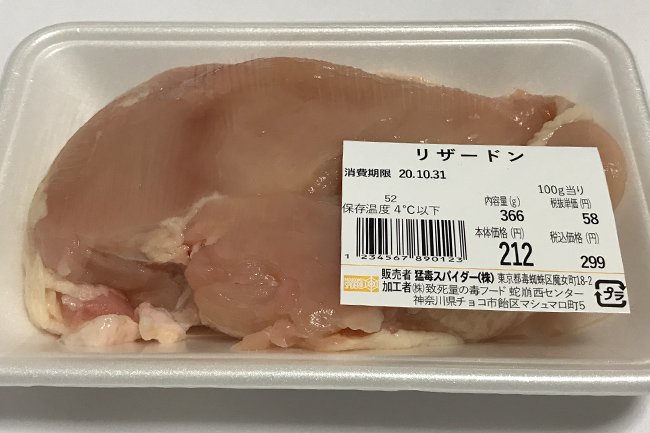 リザードン
消費期限 20.10.31
52
保存温度 4℃以下
100g当り
内容量(g) 税抜単価(円)
366 58
本体価格(円) 税込価格(円)
212 299
1234567890123
販売者 猛毒スパイダー(株) 東京都毒蜘蛛区魔女町18-2
加工者 ㈱致死量の毒フード 蛇崩西センター
神奈川県チョコ市飴区マシュマロ町5
プラ